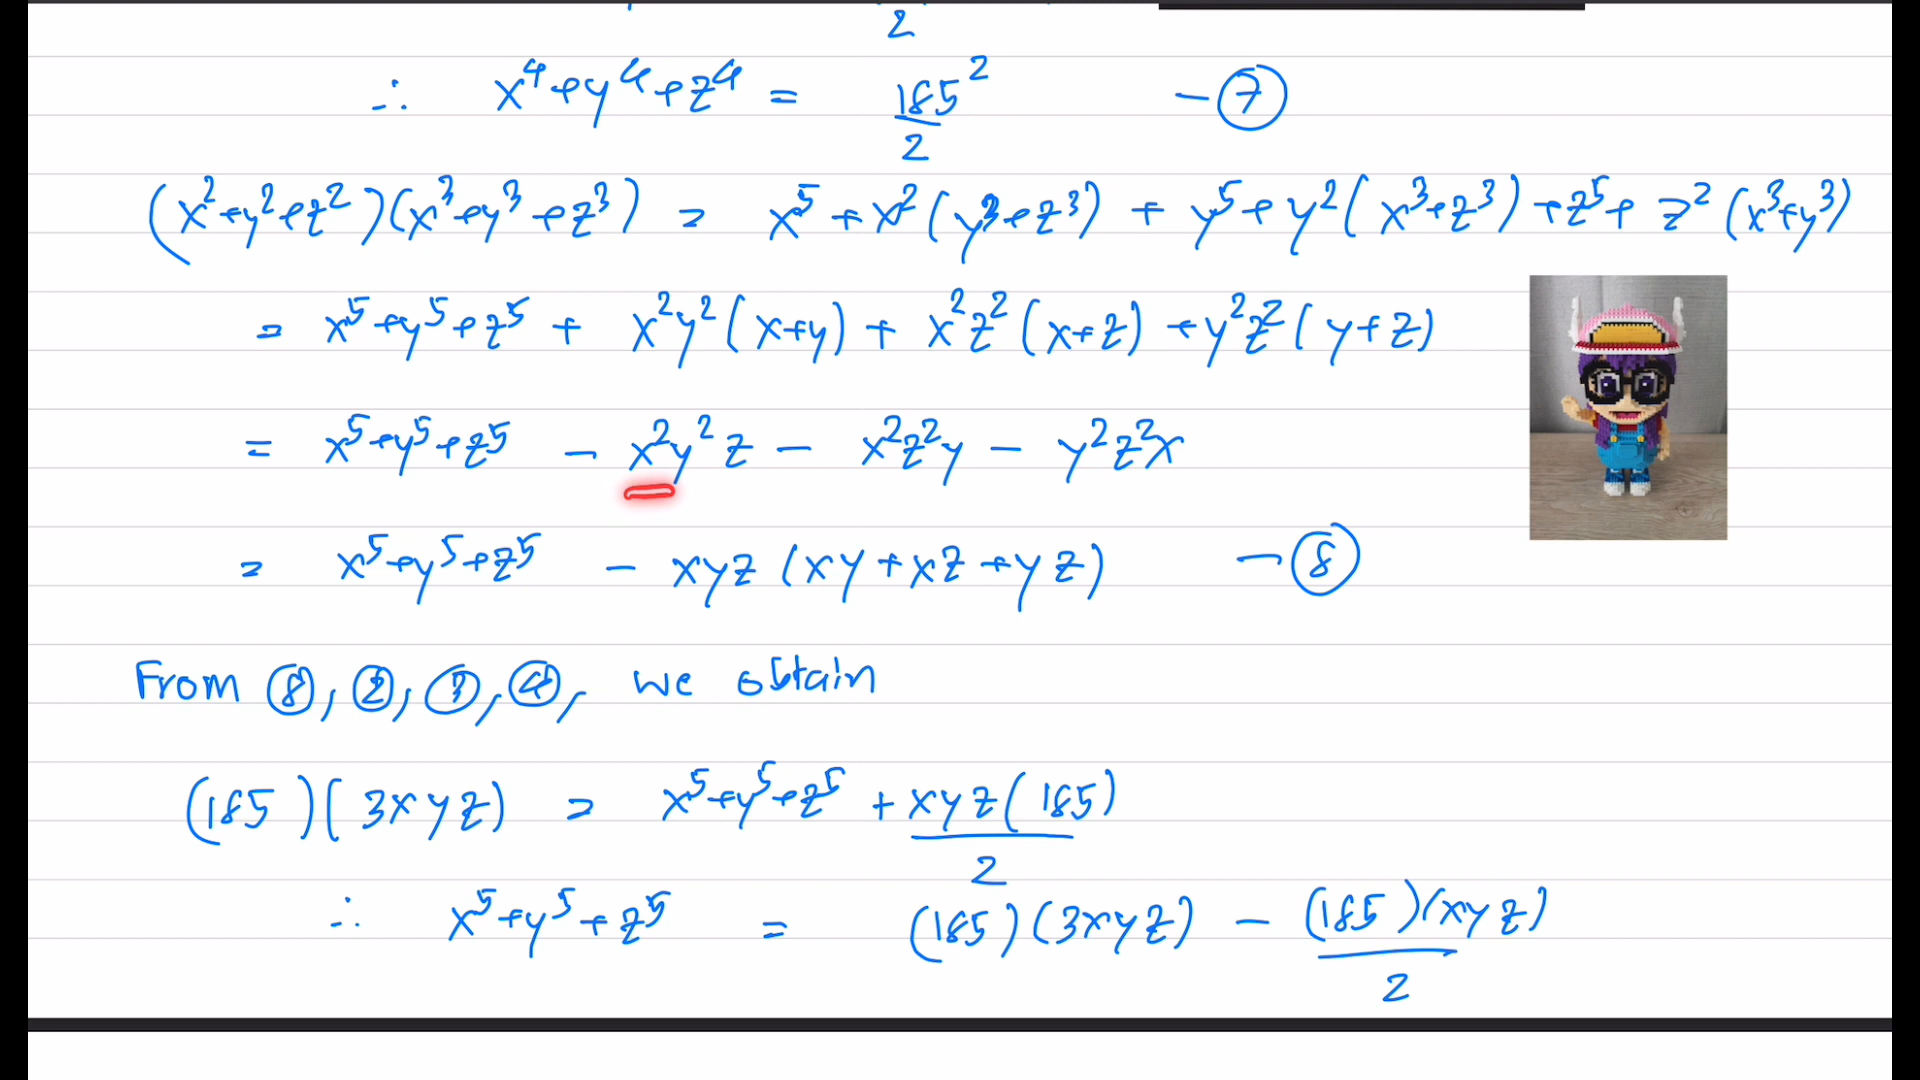 2
∴ x⁴+y⁴+z⁴ = 185²/2 - ⑦
(x²+y²+z²)(x³+y³+z³) = x⁵+x²(y³+z³) + y⁵+y²(x³+z³)+z⁵+ z²(x³+y³)
= x⁵+y⁵+z⁵ + x²y²(x+y) + x²z²(x+z) +y²z²(y+z)
= x⁵+y⁵+z⁵ - x²y²z - x²z²y - y²z²x
= x⁵+y⁵+z⁵ - xyz(xy+xz+yz) - ⑧
From ⑧, ②, ③, ④, we obtain
(185)(3xyz) = x⁵+y⁵+z⁵ + xyz(185)/2
∴ x⁵+y⁵+z⁵ = (185)(3xyz) - (185)(xyz)/2